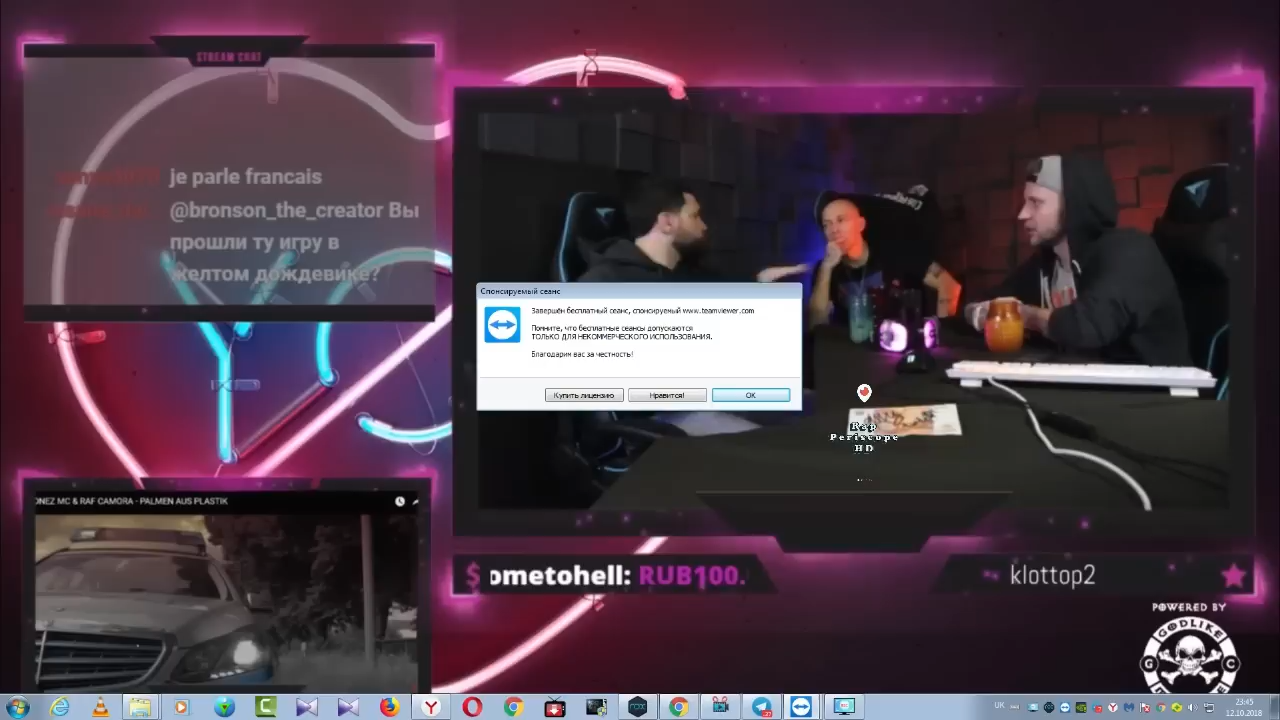 STREAM CHAT
je parle francais
@bronson_the_creator Вы
прошли ту игру в
желтом дождевике?
Спонсируемый сеанс
Завершён бесплатный сеанс, спонсируемый www.teamviewer.com
Помните, что бесплатные сеансы допускаются
ТОЛЬКО ДЛЯ НЕКОММЕРЧЕСКОГО ИСПОЛЬЗОВАНИЯ.
Благодарим вас за честность!
Купить лицензию
Нравится!
OK
Rap
Periscope
HD
ONEZ MC & RAF CAMORA - PALMEN AUS PLASTIK
$ ometohell: RUB100.
klottop2
POWERED BY
GODLIKE
G C
UK
23:45
12.10.2018